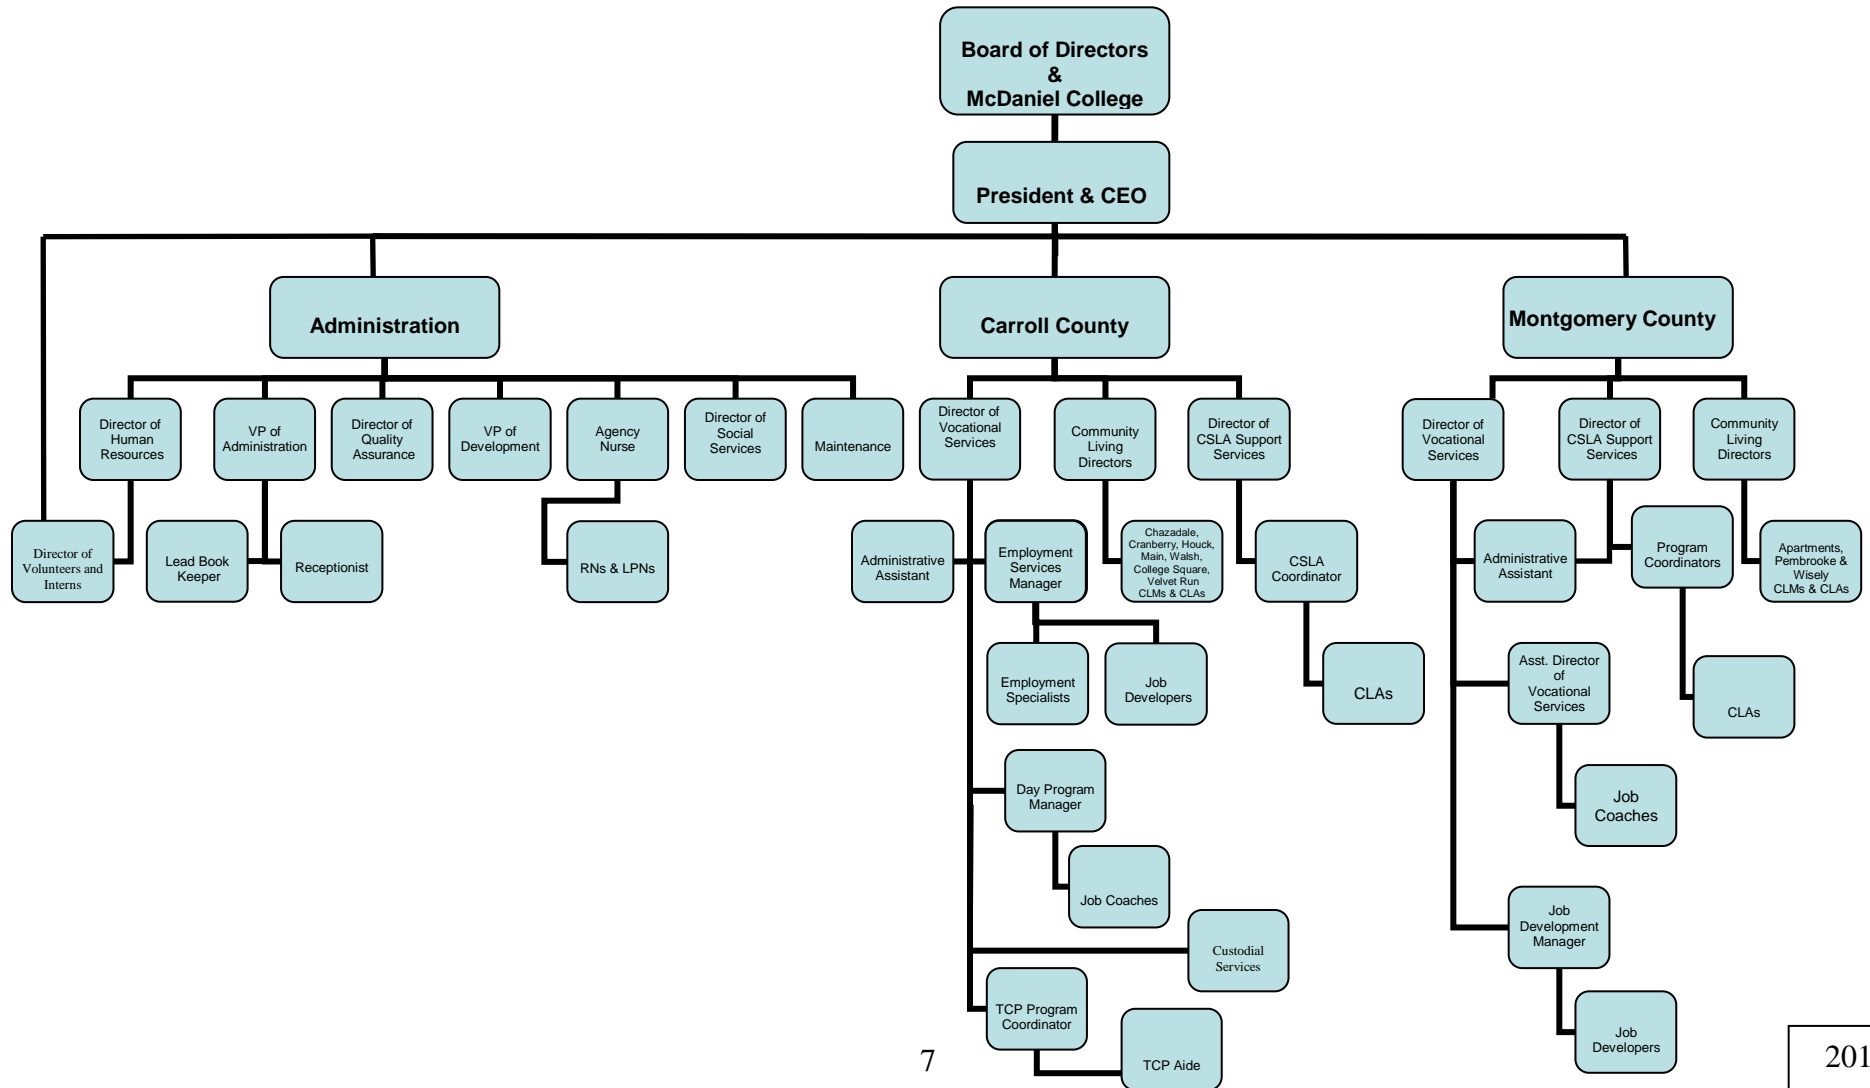 Board of Directors
&
McDaniel College
President & CEO
Administration
Carroll County
Montgomery County
Director of
Human
Resources
VP of
Administration
Director of
Quality
Assurance
VP of
Development
Agency
Nurse
Director of
Social
Services
Maintenance
Director of
Vocational
Services
Community
Living
Directors
Director of
CSLA Support
Services
Director of
Vocational
Services
Director of
CSLA Support
Services
Community
Living
Directors
Director of
Volunteers and
Interns
Lead Book
Keeper
Receptionist
RNs & LPNs
Administrative
Assistant
Employment
Services
Manager
Chazadale,
Cranberry, Houck,
Main, Walsh,
College Square,
Velvet Run
CLMs & CLAs
CSLA
Coordinator
Administrative
Assistant
Program
Coordinators
Apartments,
Pembrooke &
Wisely
CLMs & CLAs
Employment
Specialists
Job
Developers
CLAs
Asst. Director
of
Vocational
Services
CLAs
Day Program
Manager
Job
Coaches
Job Coaches
Custodial
Services
Job
Development
Manager
TCP Program
Coordinator
TCP Aide
Job
Developers
7
201